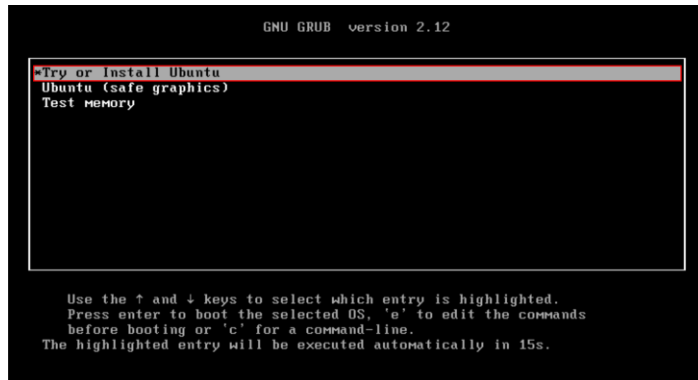 GNU GRUB version 2.12
*Try or Install Ubuntu
Ubuntu (safe graphics)
Test memory
Use the ↑ and ↓ keys to select which entry is highlighted.
Press enter to boot the selected OS, 'e' to edit the commands
before booting or 'c' for a command-line.
The highlighted entry will be executed automatically in 15s.